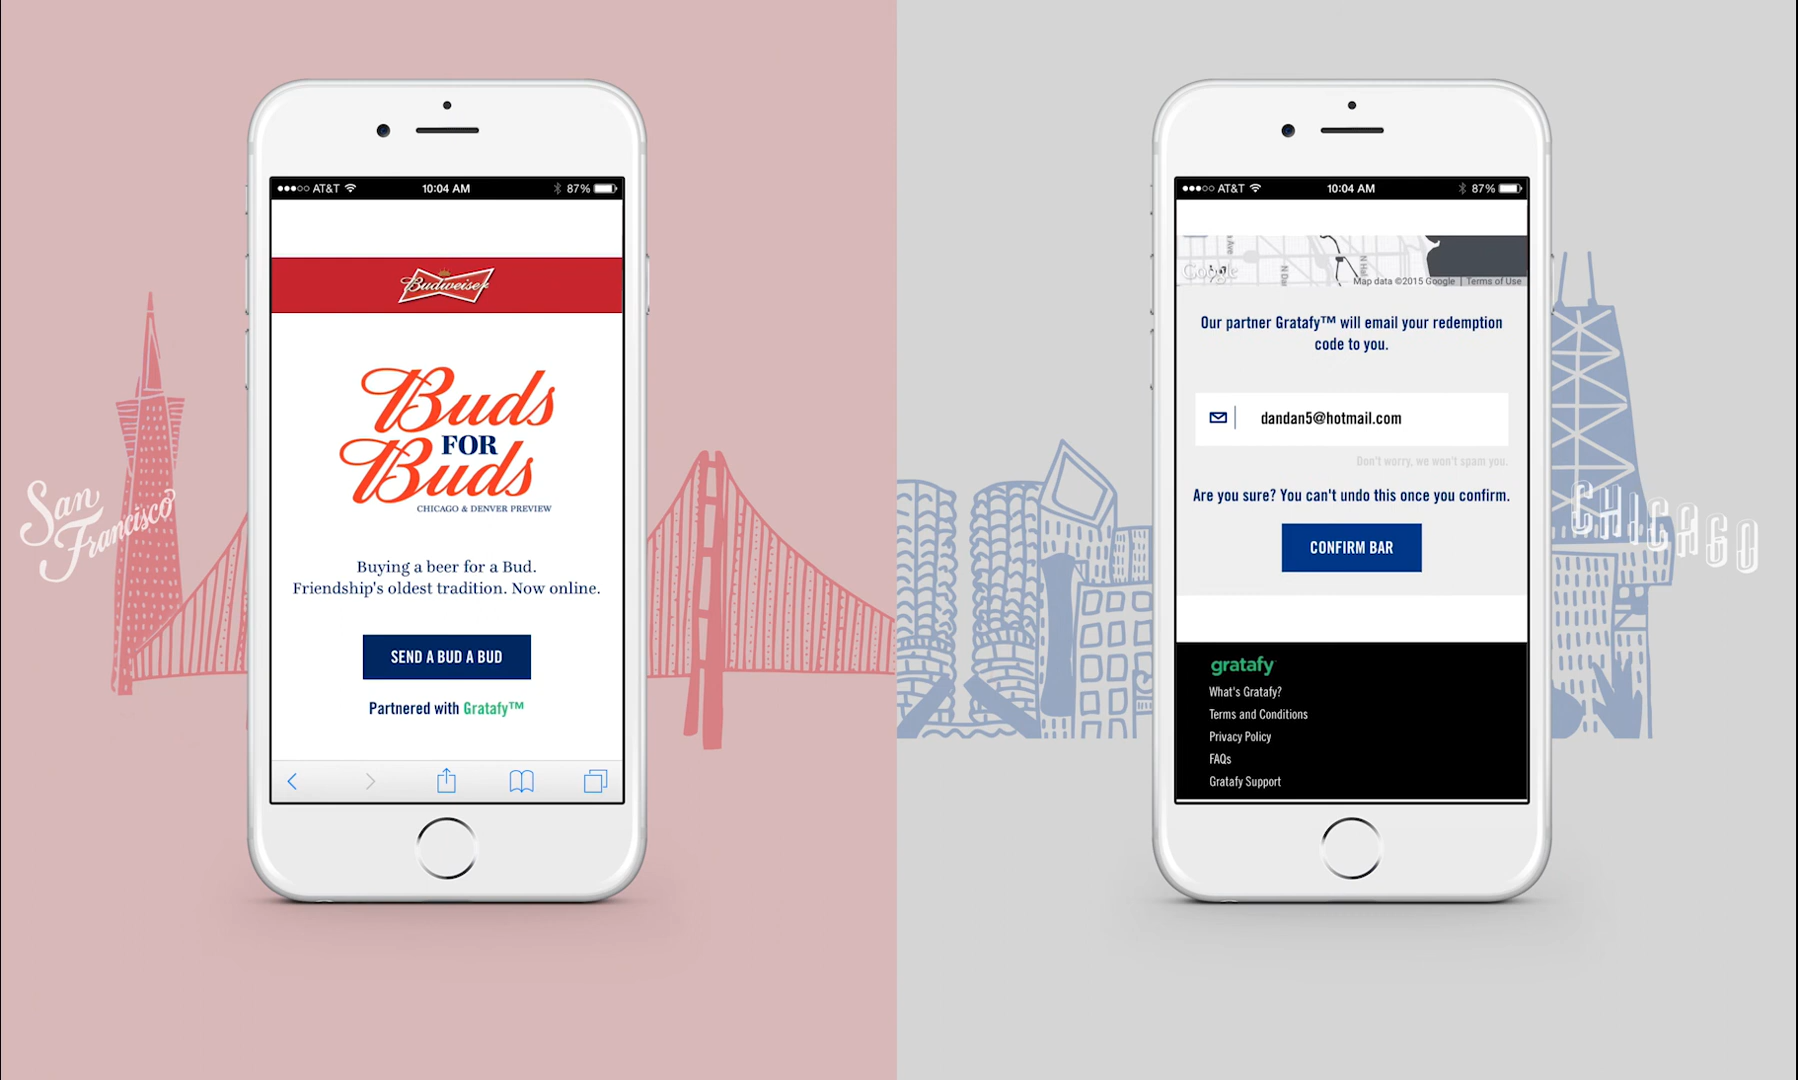 San
Francisco
AT&T
10:04 AM
87%
Budweiser
Buds
FOR
Buds
CHICAGO & DENVER PREVIEW
Buying a beer for a Bud.
Friendship's oldest tradition. Now online.
SEND A BUD A BUD
Partnered with Gratafy™
AT&T
10:04 AM
87%
Google
Map data ©2015 Google | Terms of Use
Our partner Gratafy™ will email your redemption
code to you.
dandan5@hotmail.com
Don't worry, we won't spam you.
Are you sure? You can't undo this once you confirm.
CONFIRM BAR
gratafy
What's Gratafy?
Terms and Conditions
Privacy Policy
FAQs
Gratafy Support
CHICAGO